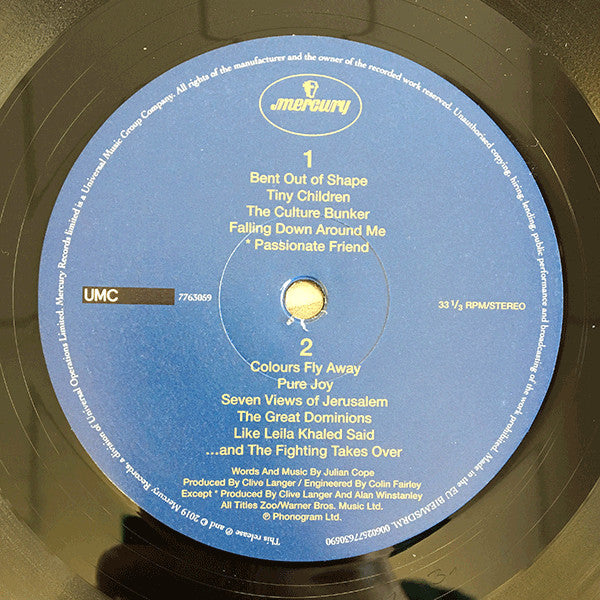 mercury
1
Bent Out of Shape
Tiny Children
The Culture Bunker
Falling Down Around Me
* Passionate Friend
UMC
7763059
33 1/3 RPM/STEREO
2
Colours Fly Away
Pure Joy
Seven Views of Jerusalem
The Great Dominions
Like Leila Khaled Said
...and The Fighting Takes Over
Words And Music By Julian Cope
Produced By Clive Langer / Engineered By Colin Fairley
Except * Produced By Clive Langer And Alan Winstanley
All Titles Zoo/Warner Bros. Music Ltd.
℗ Phonogram Ltd.
This release ℗ and © 2019 Mercury Records a division of Universal Operations Limited. Mercury Records limited is a Universal Music Group Company. All rights of the manufacturer and the owner of the recorded work reserved. Unauthorised copying, hiring, lending, public performance and broadcasting of the work prohibited. Made in the EU BIEM/SDRM. 00602577630590